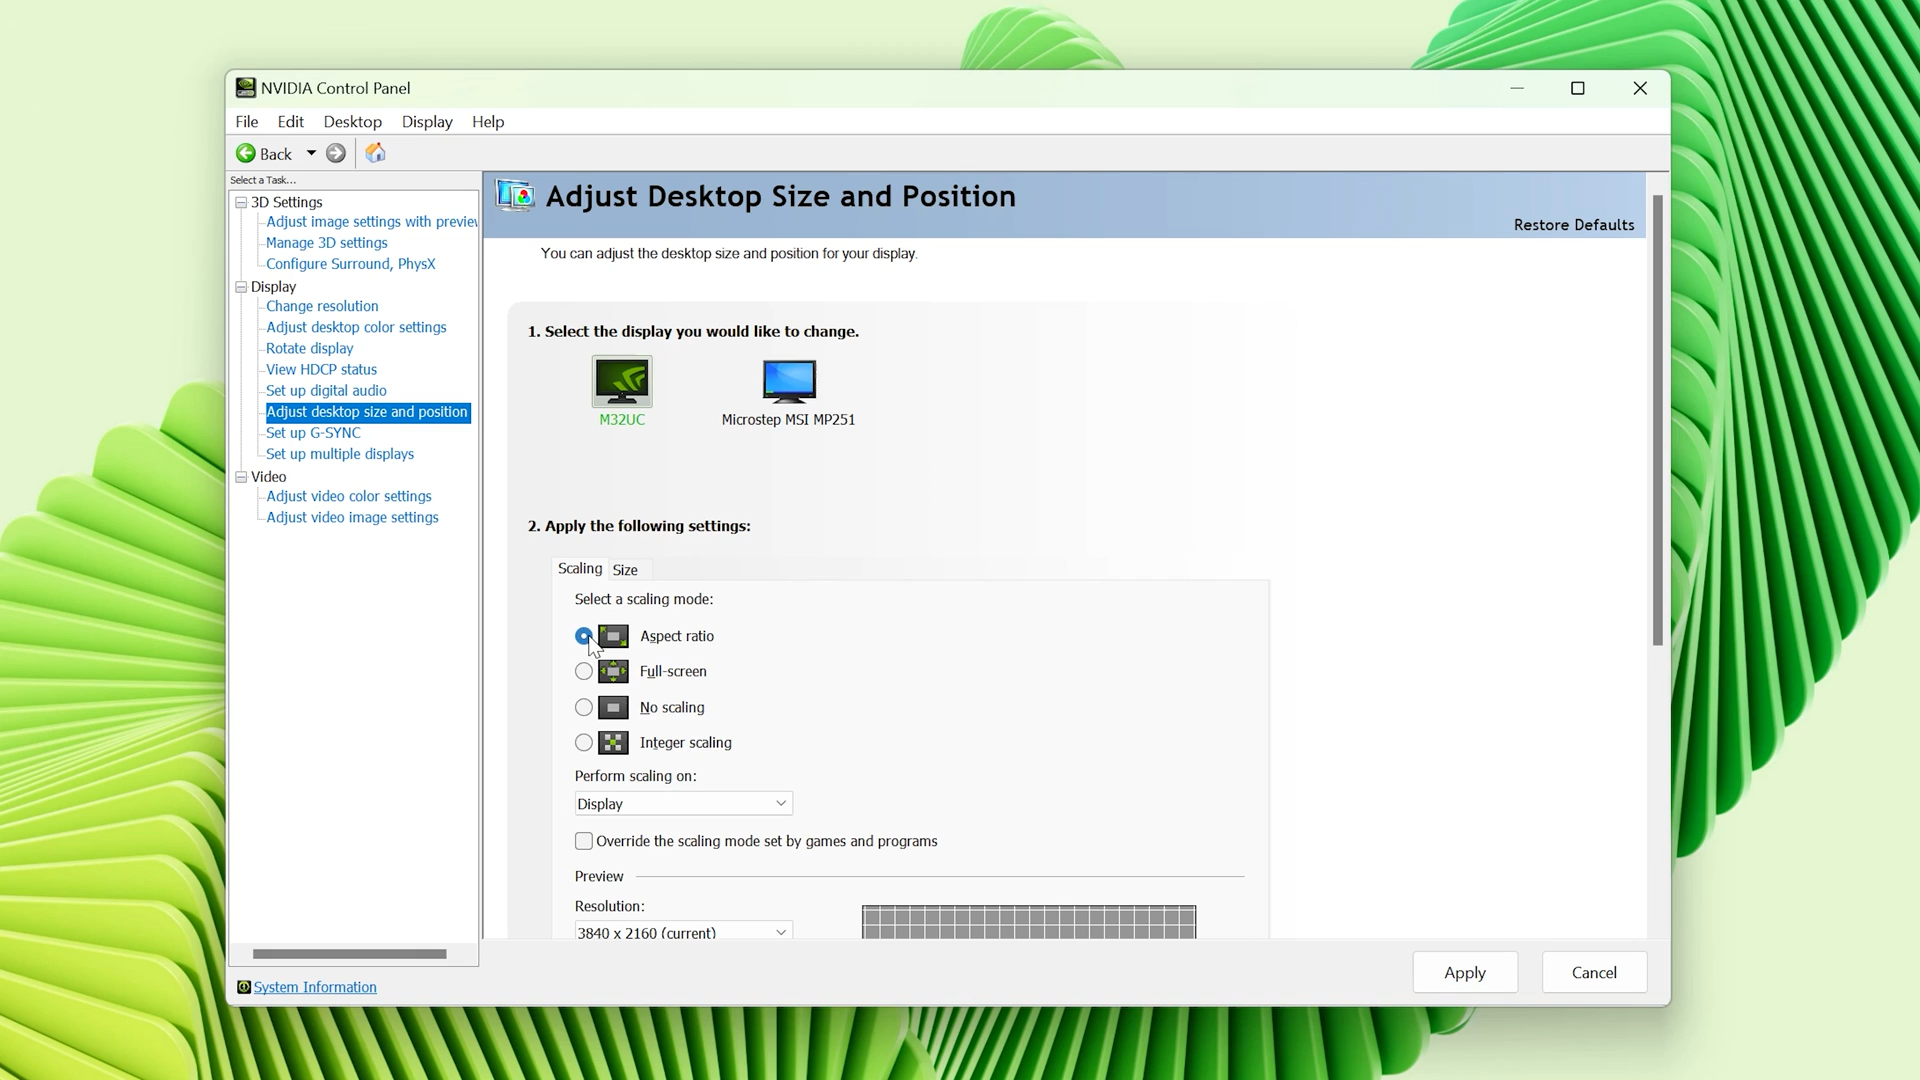 NVIDIA Control Panel
File Edit Desktop Display Help
Back
Select a Task...
3D Settings
Adjust image settings with preview
Manage 3D settings
Configure Surround, PhysX
Display
Change resolution
Adjust desktop color settings
Rotate display
View HDCP status
Set up digital audio
Adjust desktop size and position
Set up G-SYNC
Set up multiple displays
Video
Adjust video color settings
Adjust video image settings
System Information
Adjust Desktop Size and Position
Restore Defaults
You can adjust the desktop size and position for your display.
1. Select the display you would like to change.
M32UC Microstep MSI MP251
2. Apply the following settings:
Scaling Size
Select a scaling mode:
Aspect ratio
Full-screen
No scaling
Integer scaling
Perform scaling on:
Display
Override the scaling mode set by games and programs
Preview
Resolution:
3840 x 2160 (current)
Apply Cancel